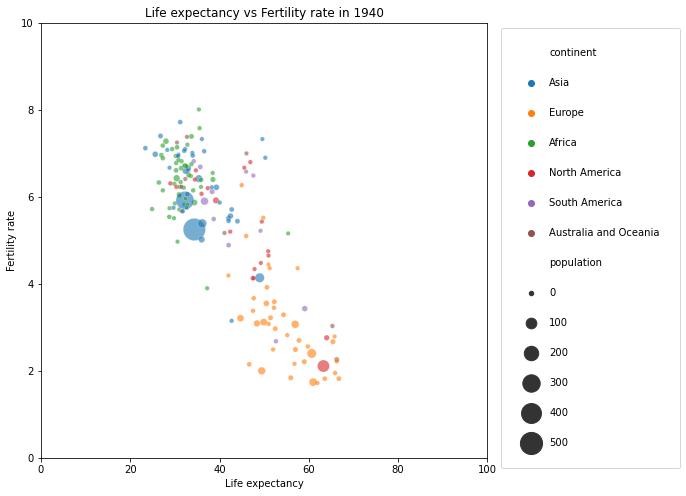 Life expectancy vs Fertility rate in 1940
10
8
6
4
2
0
Fertility rate
0 20 40 60 80 100
Life expectancy
continent
Asia
Europe
Africa
North America
South America
Australia and Oceania
population
0
100
200
300
400
500